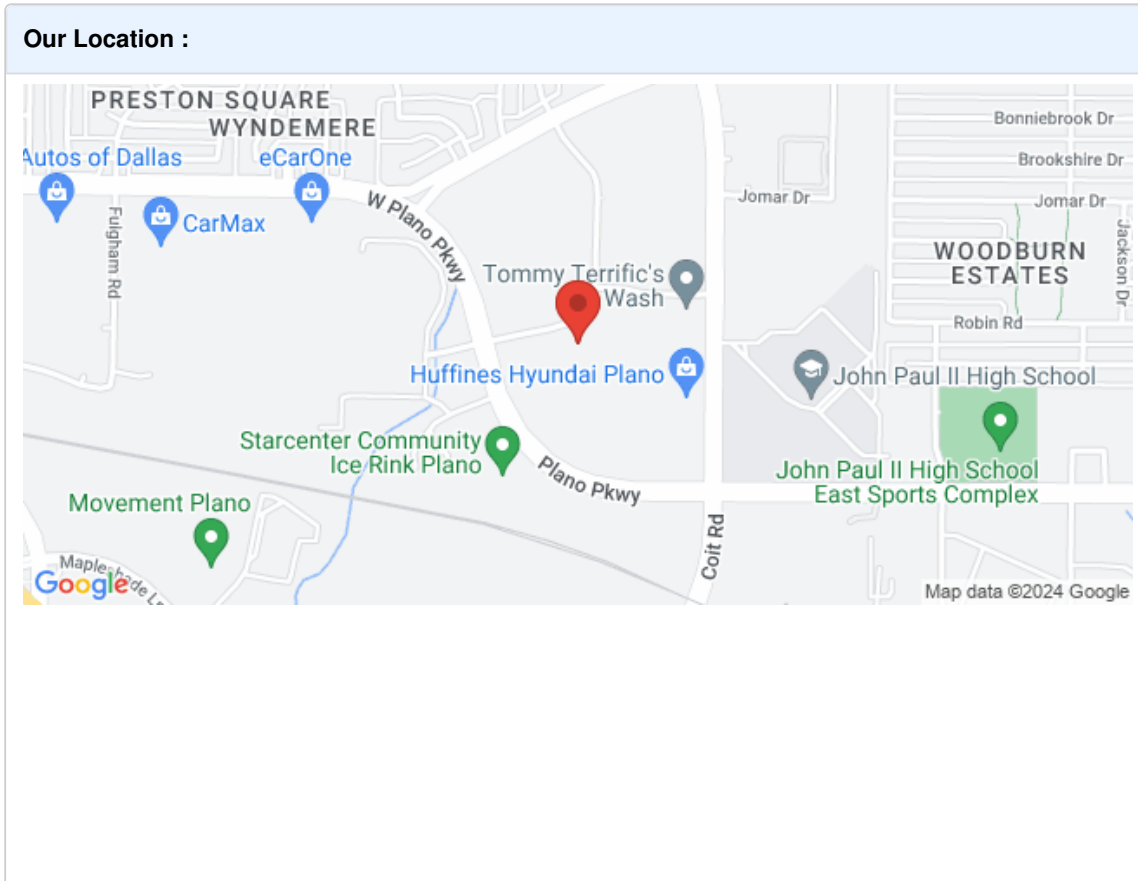 Our Location :
PRESTON SQUARE
WYNDEMERE
Autos of Dallas
eCarOne
CarMax
Fulgham Rd
W Plano Pkwy
Tommy Terrific's
Wash
Huffines Hyundai Plano
Starcenter Community
Ice Rink Plano
Movement Plano
Plano Pkwy
Coit Rd
Jomar Dr
Bonniebrook Dr
Brookshire Dr
Jomar Dr
Jackson Dr
WOODBURN
ESTATES
Robin Rd
John Paul II High School
John Paul II High School
East Sports Complex
Google
Map data ©2024 Google